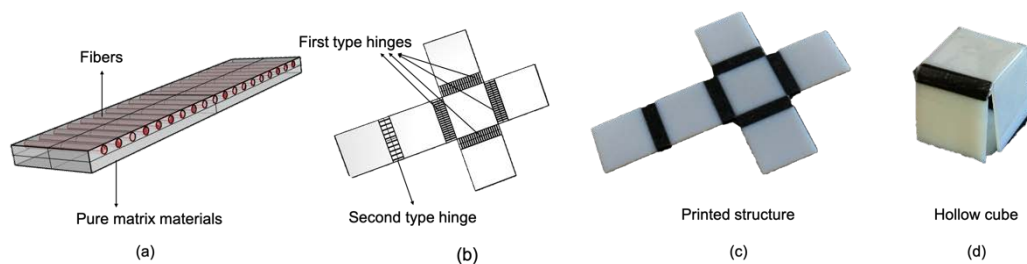 Fibers
Pure matrix materials
(a)
First type hinges
Second type hinge
(b)
Printed structure
(c)
Hollow cube
(d)